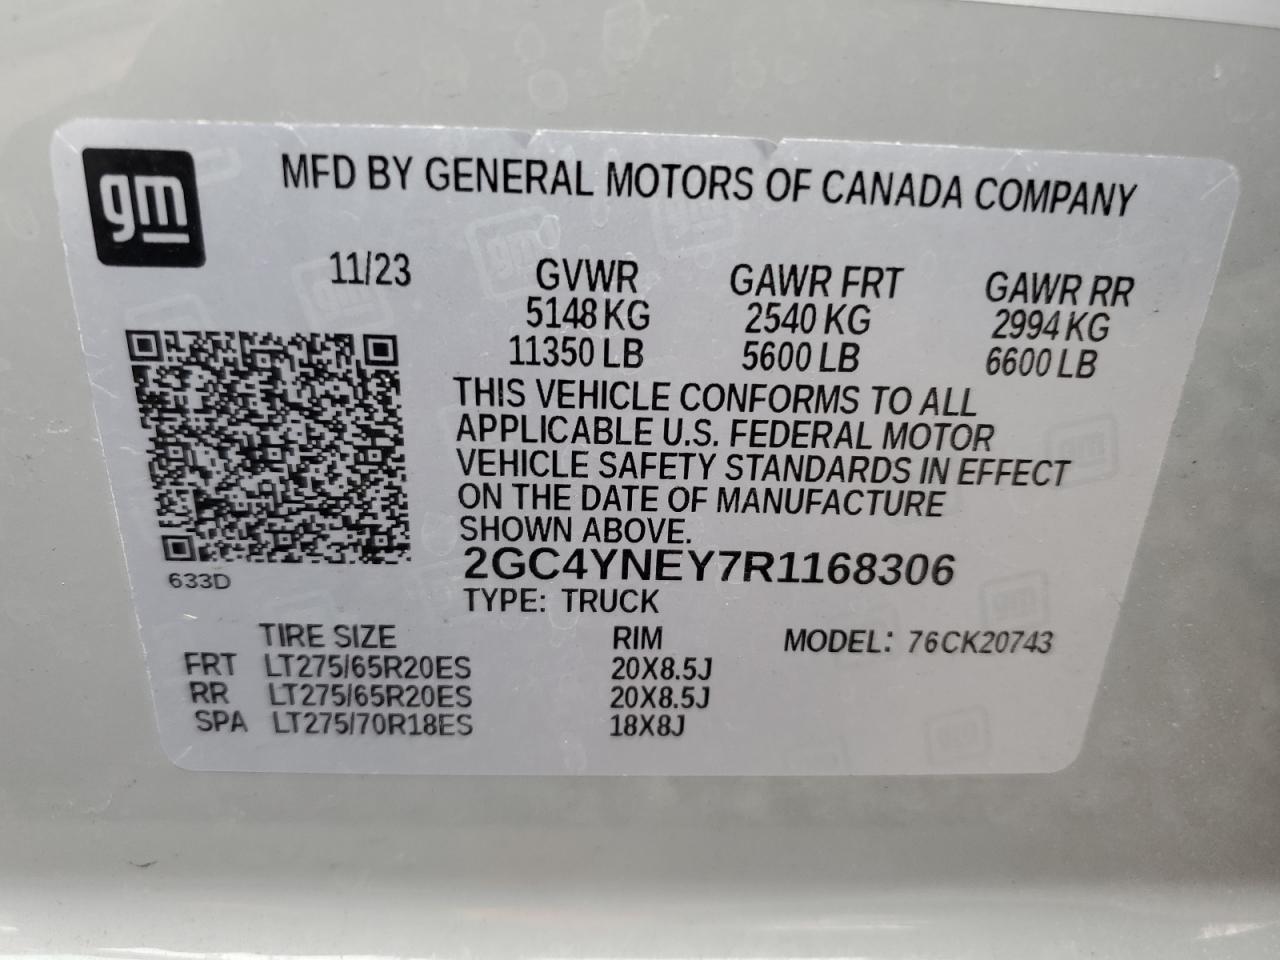 gm
MFD BY GENERAL MOTORS OF CANADA COMPANY
11/23 GVWR GAWR FRT GAWR RR
5148 KG 2540 KG 2994 KG
11350 LB 5600 LB 6600 LB
THIS VEHICLE CONFORMS TO ALL
APPLICABLE U.S. FEDERAL MOTOR
VEHICLE SAFETY STANDARDS IN EFFECT
ON THE DATE OF MANUFACTURE
SHOWN ABOVE.
2GC4YNEY7R1168306
633D
TYPE: TRUCK
TIRE SIZE RIM MODEL: 76CK20743
FRT LT275/65R20ES 20X8.5J
RR LT275/65R20ES 20X8.5J
SPA LT275/70R18ES 18X8J